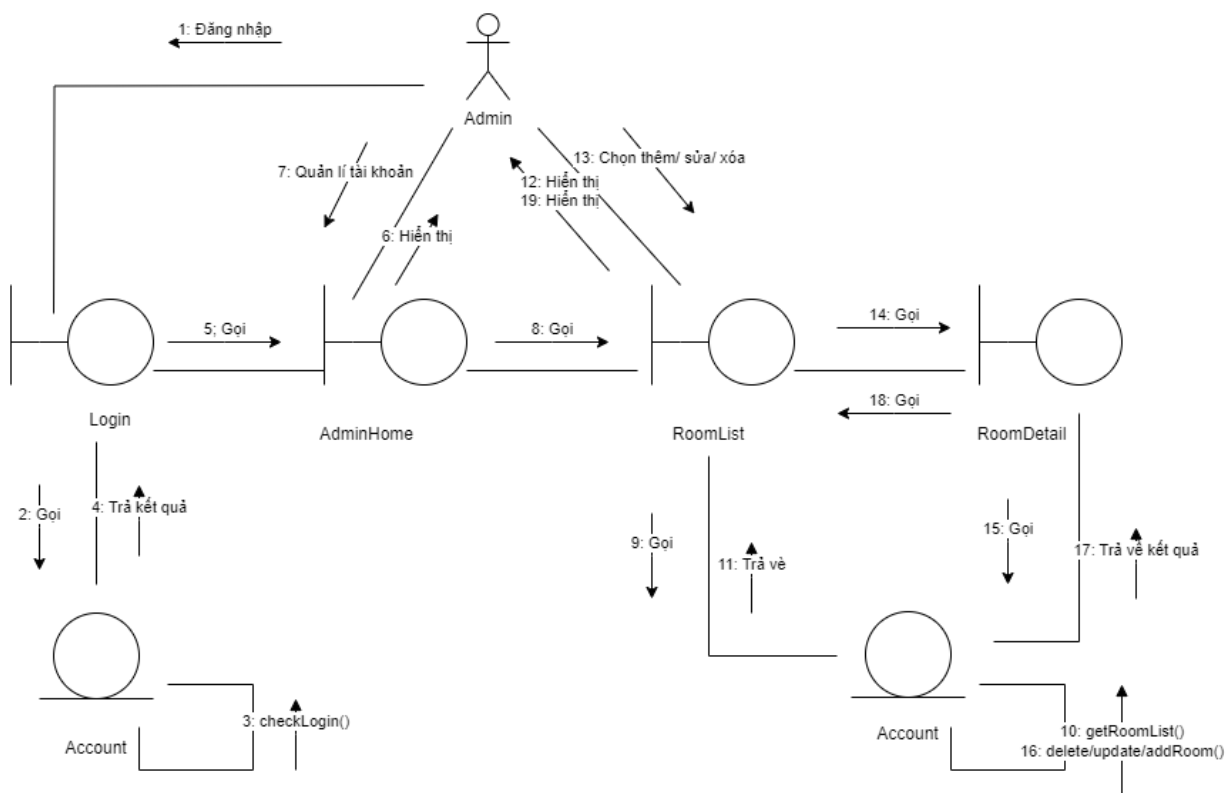 1: Đăng nhập
Admin
7: Quản lí tài khoản
13: Chọn thêm/ sửa/ xóa
12: Hiển thị
19: Hiển thị
6: Hiển thị
5; Gọi
8: Gọi
14: Gọi
18: Gọi
Login
AdminHome
RoomList
RoomDetail
2: Gọi
4: Trả kết quả
9: Gọi
11: Trả vè
15: Gọi
17: Trả về kết quả
3: checkLogin()
Account
Account
10: getRoomList()
16: delete/update/addRoom()